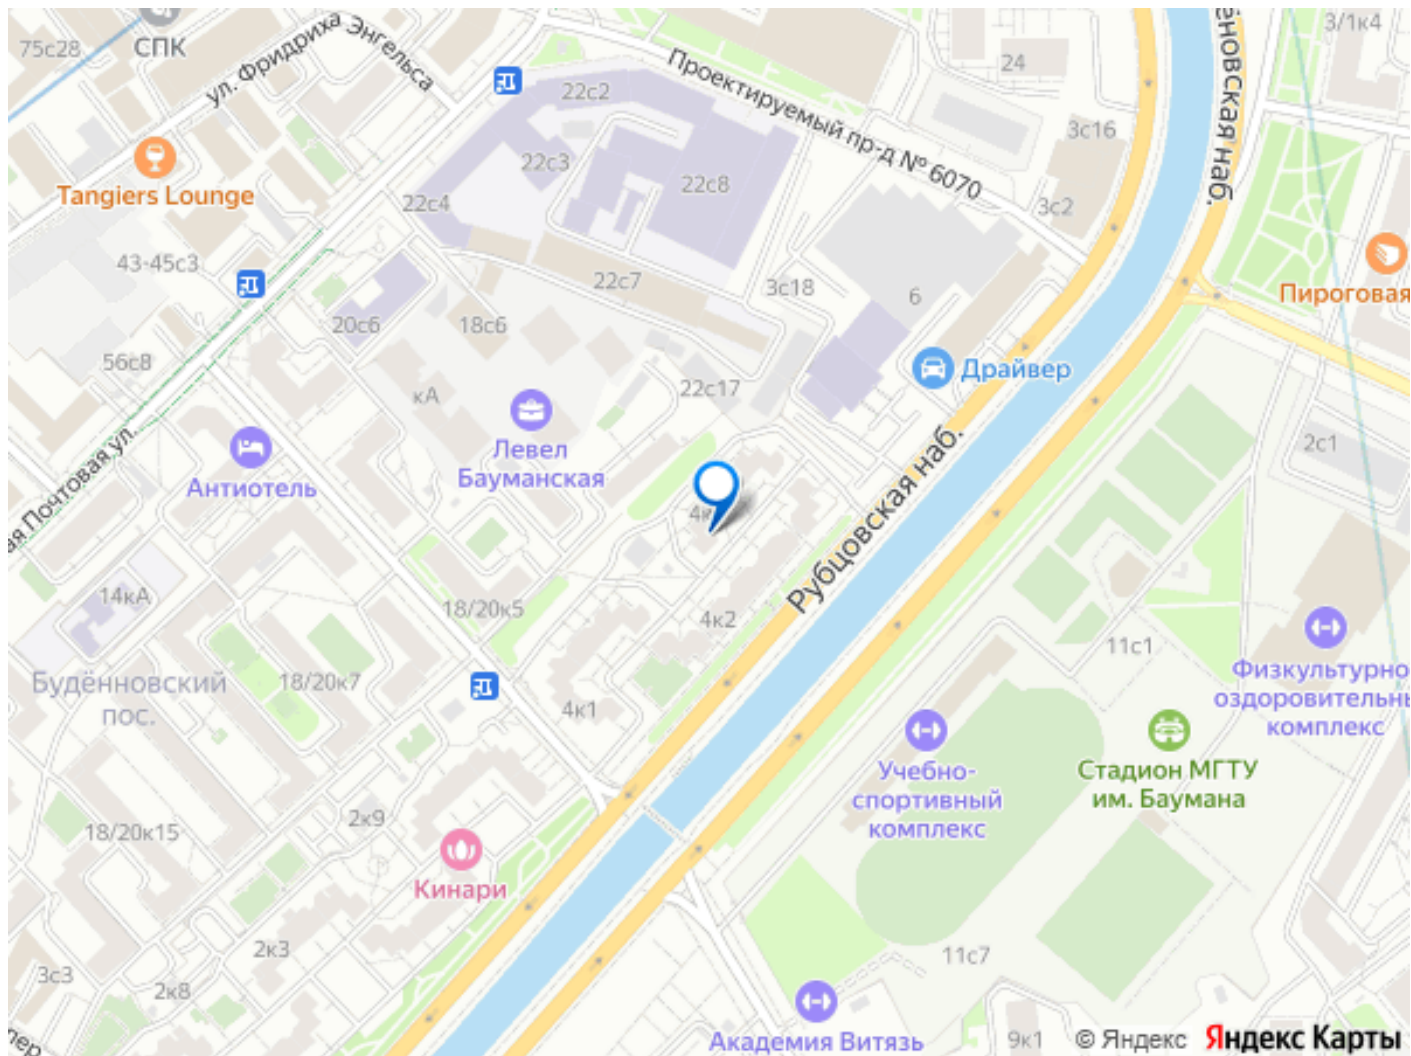 75с28
СПК
ул. Фридриха Энгельса
Проектируемый пр-д № 6070
24
3/1к4
22с2
3с16
22с3
22с8
Tangiers Lounge
22с4
3с2
43-45с3
22с7
3с18
6
Пироговая
20с6
18с6
56с8
кА
22с17
Драйвер
Левел
Бауманская
Антиотель
2с1
Рубцовская наб.
14кА
18/20к5
4к2
11с1
Будённовский
пос.
18/20к7
4к1
Физкультурно
оздоровительны
комплекс
Учебно-
спортивный
комплекс
Стадион МГТУ
им. Баумана
2к9
18/20к15
Кинари
2к3
11с7
3с3
2к8
Академия Витязь
9к1
© Яндекс Яндекс Карты